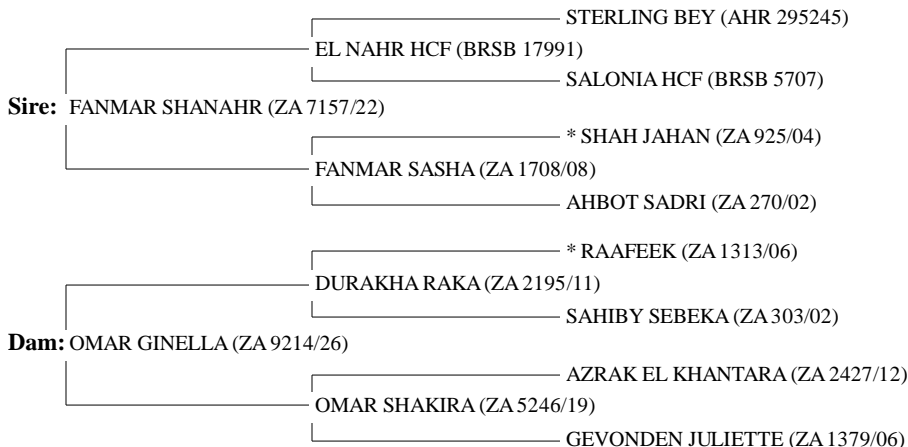 STERLING BEY (AHR 295245)
EL NAHR HCF (BRSB 17991)
SALONIA HCF (BRSB 5707)
Sire: FANMAR SHANAHR (ZA 7157/22)
* SHAH JAHAN (ZA 925/04)
FANMAR SASHA (ZA 1708/08)
AHBOT SADRI (ZA 270/02)
* RAAFEEK (ZA 1313/06)
DURAKHA RAKA (ZA 2195/11)
SAHIBY SEBEKA (ZA 303/02)
Dam: OMAR GINELLA (ZA 9214/26)
AZRAK EL KHANTARA (ZA 2427/12)
OMAR SHAKIRA (ZA 5246/19)
GEVONDEN JULIETTE (ZA 1379/06)